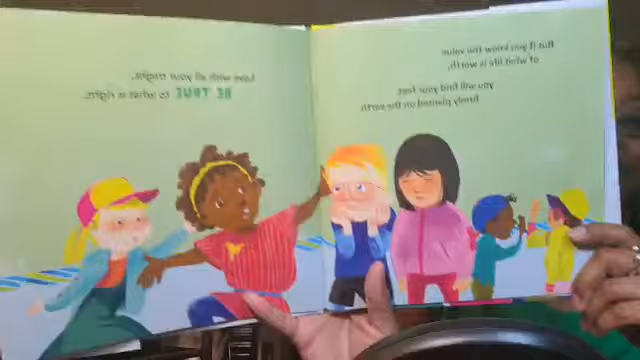 But if you know the value
of what life is worth,
you will find your feet
firmly planted on the earth
Love with all your might.
BE TRUE to what is right.